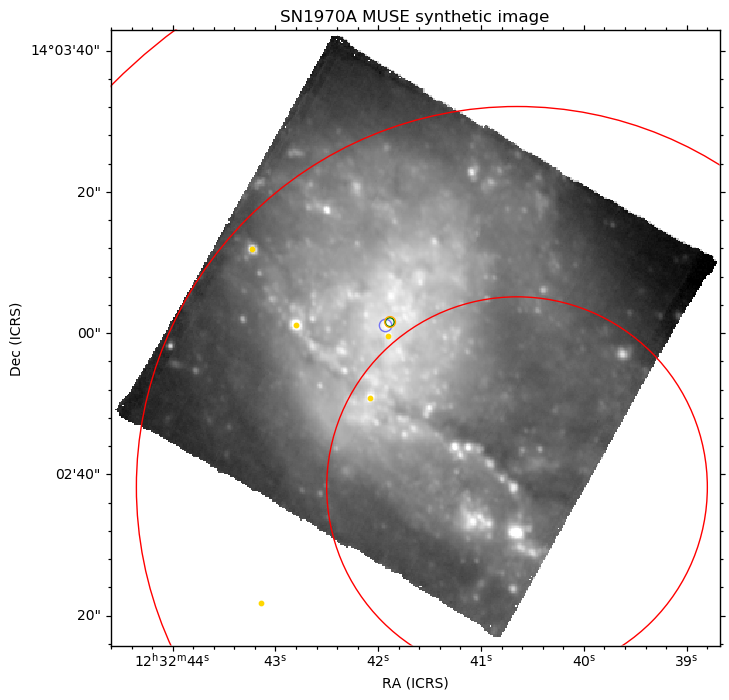 SN1970A MUSE synthetic image
14°03'40"
20"
00"
02'40"
20"
Dec (ICRS)
12ʰ32ᵐ44ˢ
43ˢ
42ˢ
41ˢ
40ˢ
39ˢ
RA (ICRS)